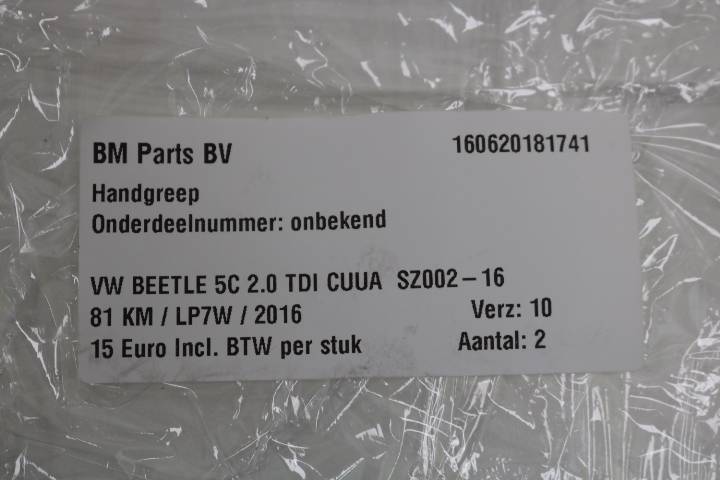 BM Parts BV 160620181741
Handgreep
Onderdeelnummer: onbekend
VW BEETLE 5C 2.0 TDI CUUA SZ002-16
81 KM / LP7W / 2016 Verz: 10
15 Euro Incl. BTW per stuk Aantal: 2